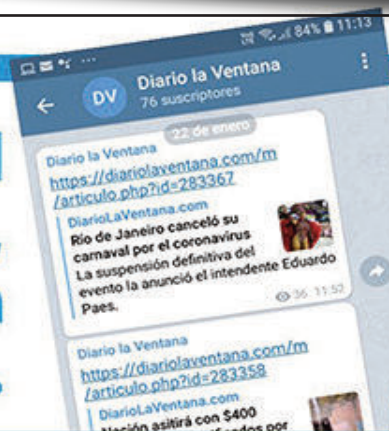 84% 11:13
DV
Diario la Ventana
76 suscriptores
22 de enero
Diario la Ventana
https://diariolaventana.com/m
/articulo.php?id=283367
DiarioLaVentana.com
Río de Janeiro canceló su
carnaval por el coronavirus
La suspensión definitiva del
evento la anunció el intendente Eduardo
Paes.
36 11:52
Diario la Ventana
https://diariolaventana.com/m
/articulo.php?id=283358
DiarioLaVentana.com
Nación asitirá con $400
por